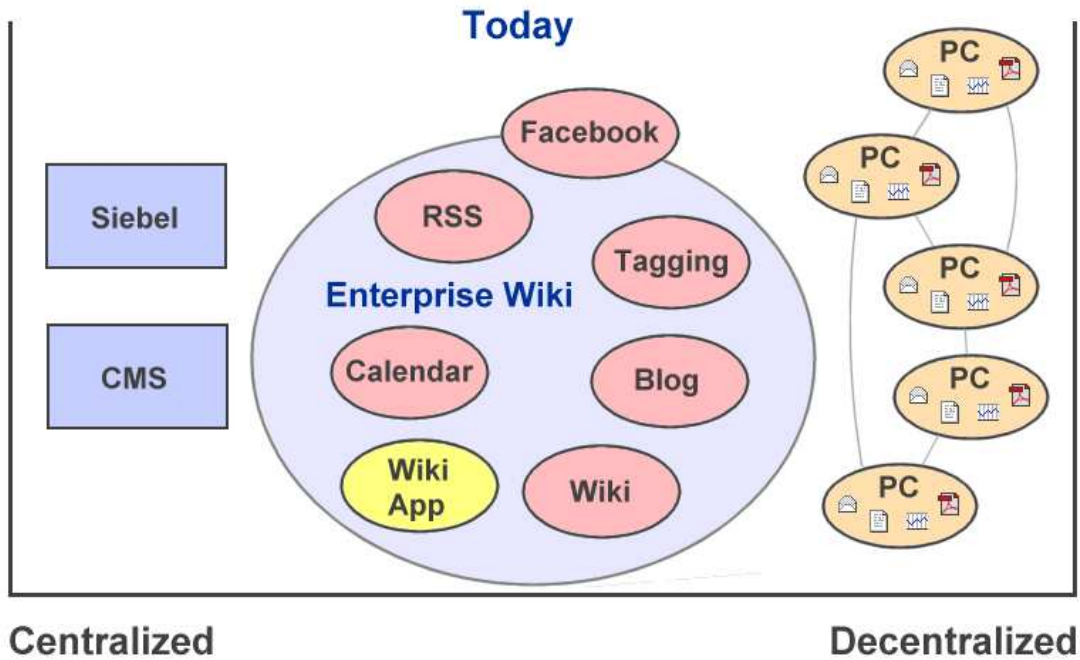 Today
PC
Facebook
PC
Siebel
RSS
Tagging
PC
Enterprise Wiki
CMS
Calendar
Blog
PC
Wiki
App
Wiki
PC
Centralized
Decentralized